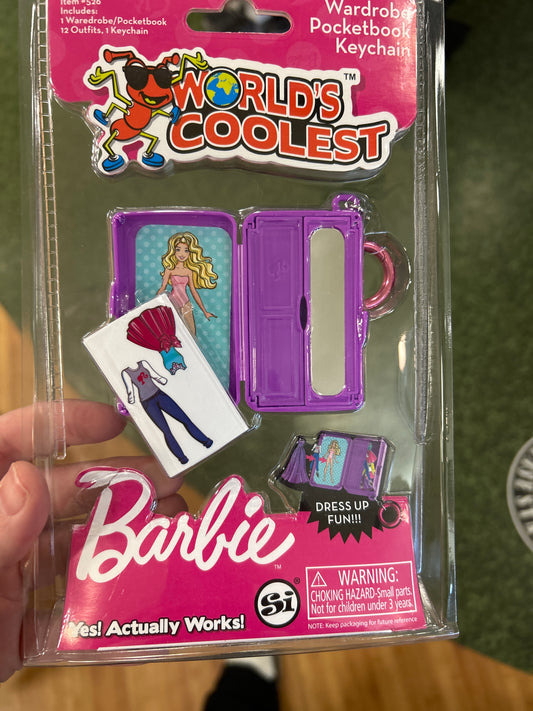 Item #526
Includes:
1 Waredrobe/Pocketbook
12 Outfits, 1 Keychain
Wardrobe
Pocketbook
Keychain
WORLD'S
COOLEST
TM
DRESS UP
FUN!!!
Barbie
TM
Si
Yes! Actually Works!
WARNING:
CHOKING HAZARD-Small parts.
Not for children under 3 years.
NOTE: Keep packaging for future reference